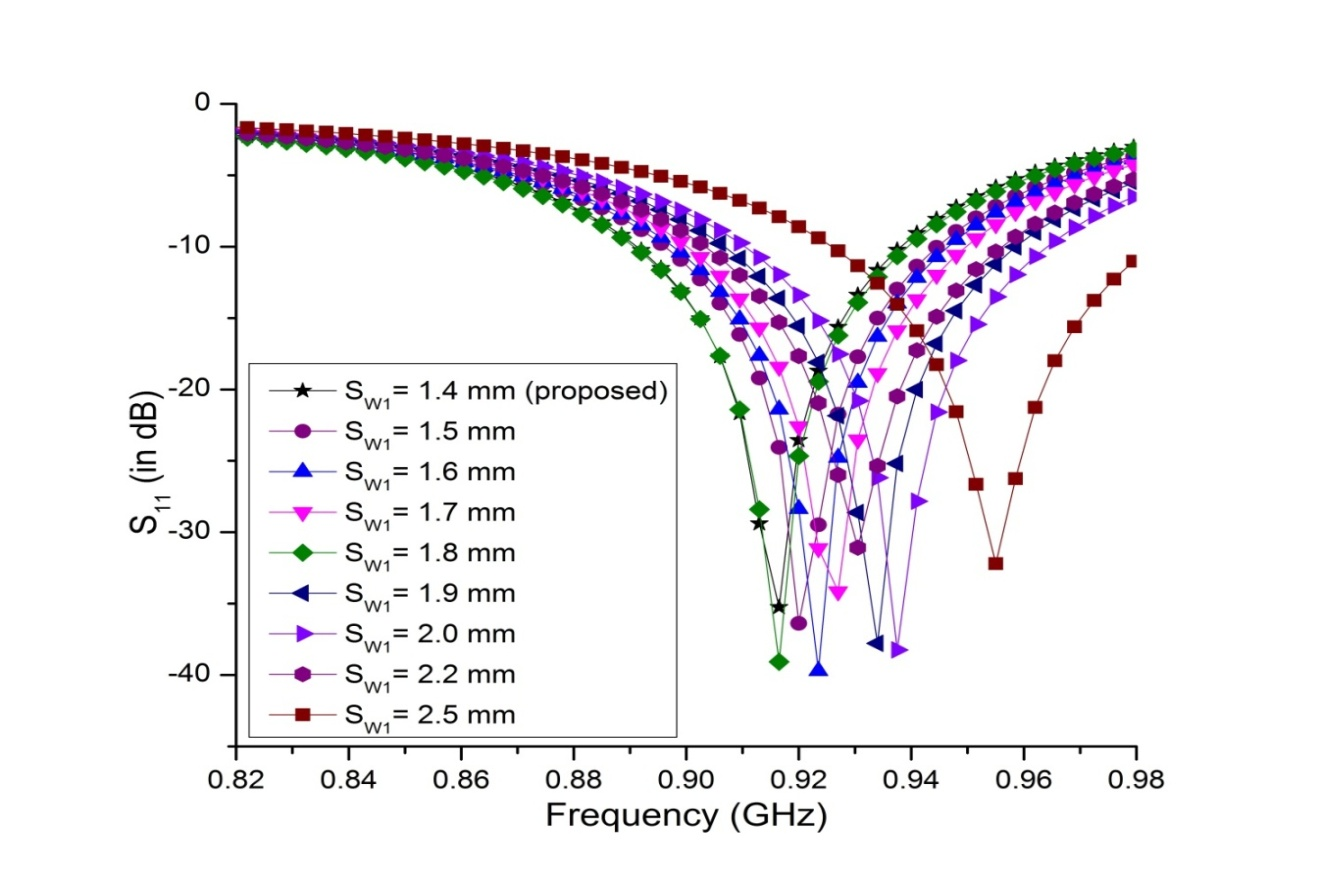 0
-10
-20
-30
-40
S11 (in dB)
SW1= 1.4 mm (proposed)
SW1= 1.5 mm
SW1= 1.6 mm
SW1= 1.7 mm
SW1= 1.8 mm
SW1= 1.9 mm
SW1= 2.0 mm
SW1= 2.2 mm
SW1= 2.5 mm
0.82 0.84 0.86 0.88 0.90 0.92 0.94 0.96 0.98
Frequency (GHz)